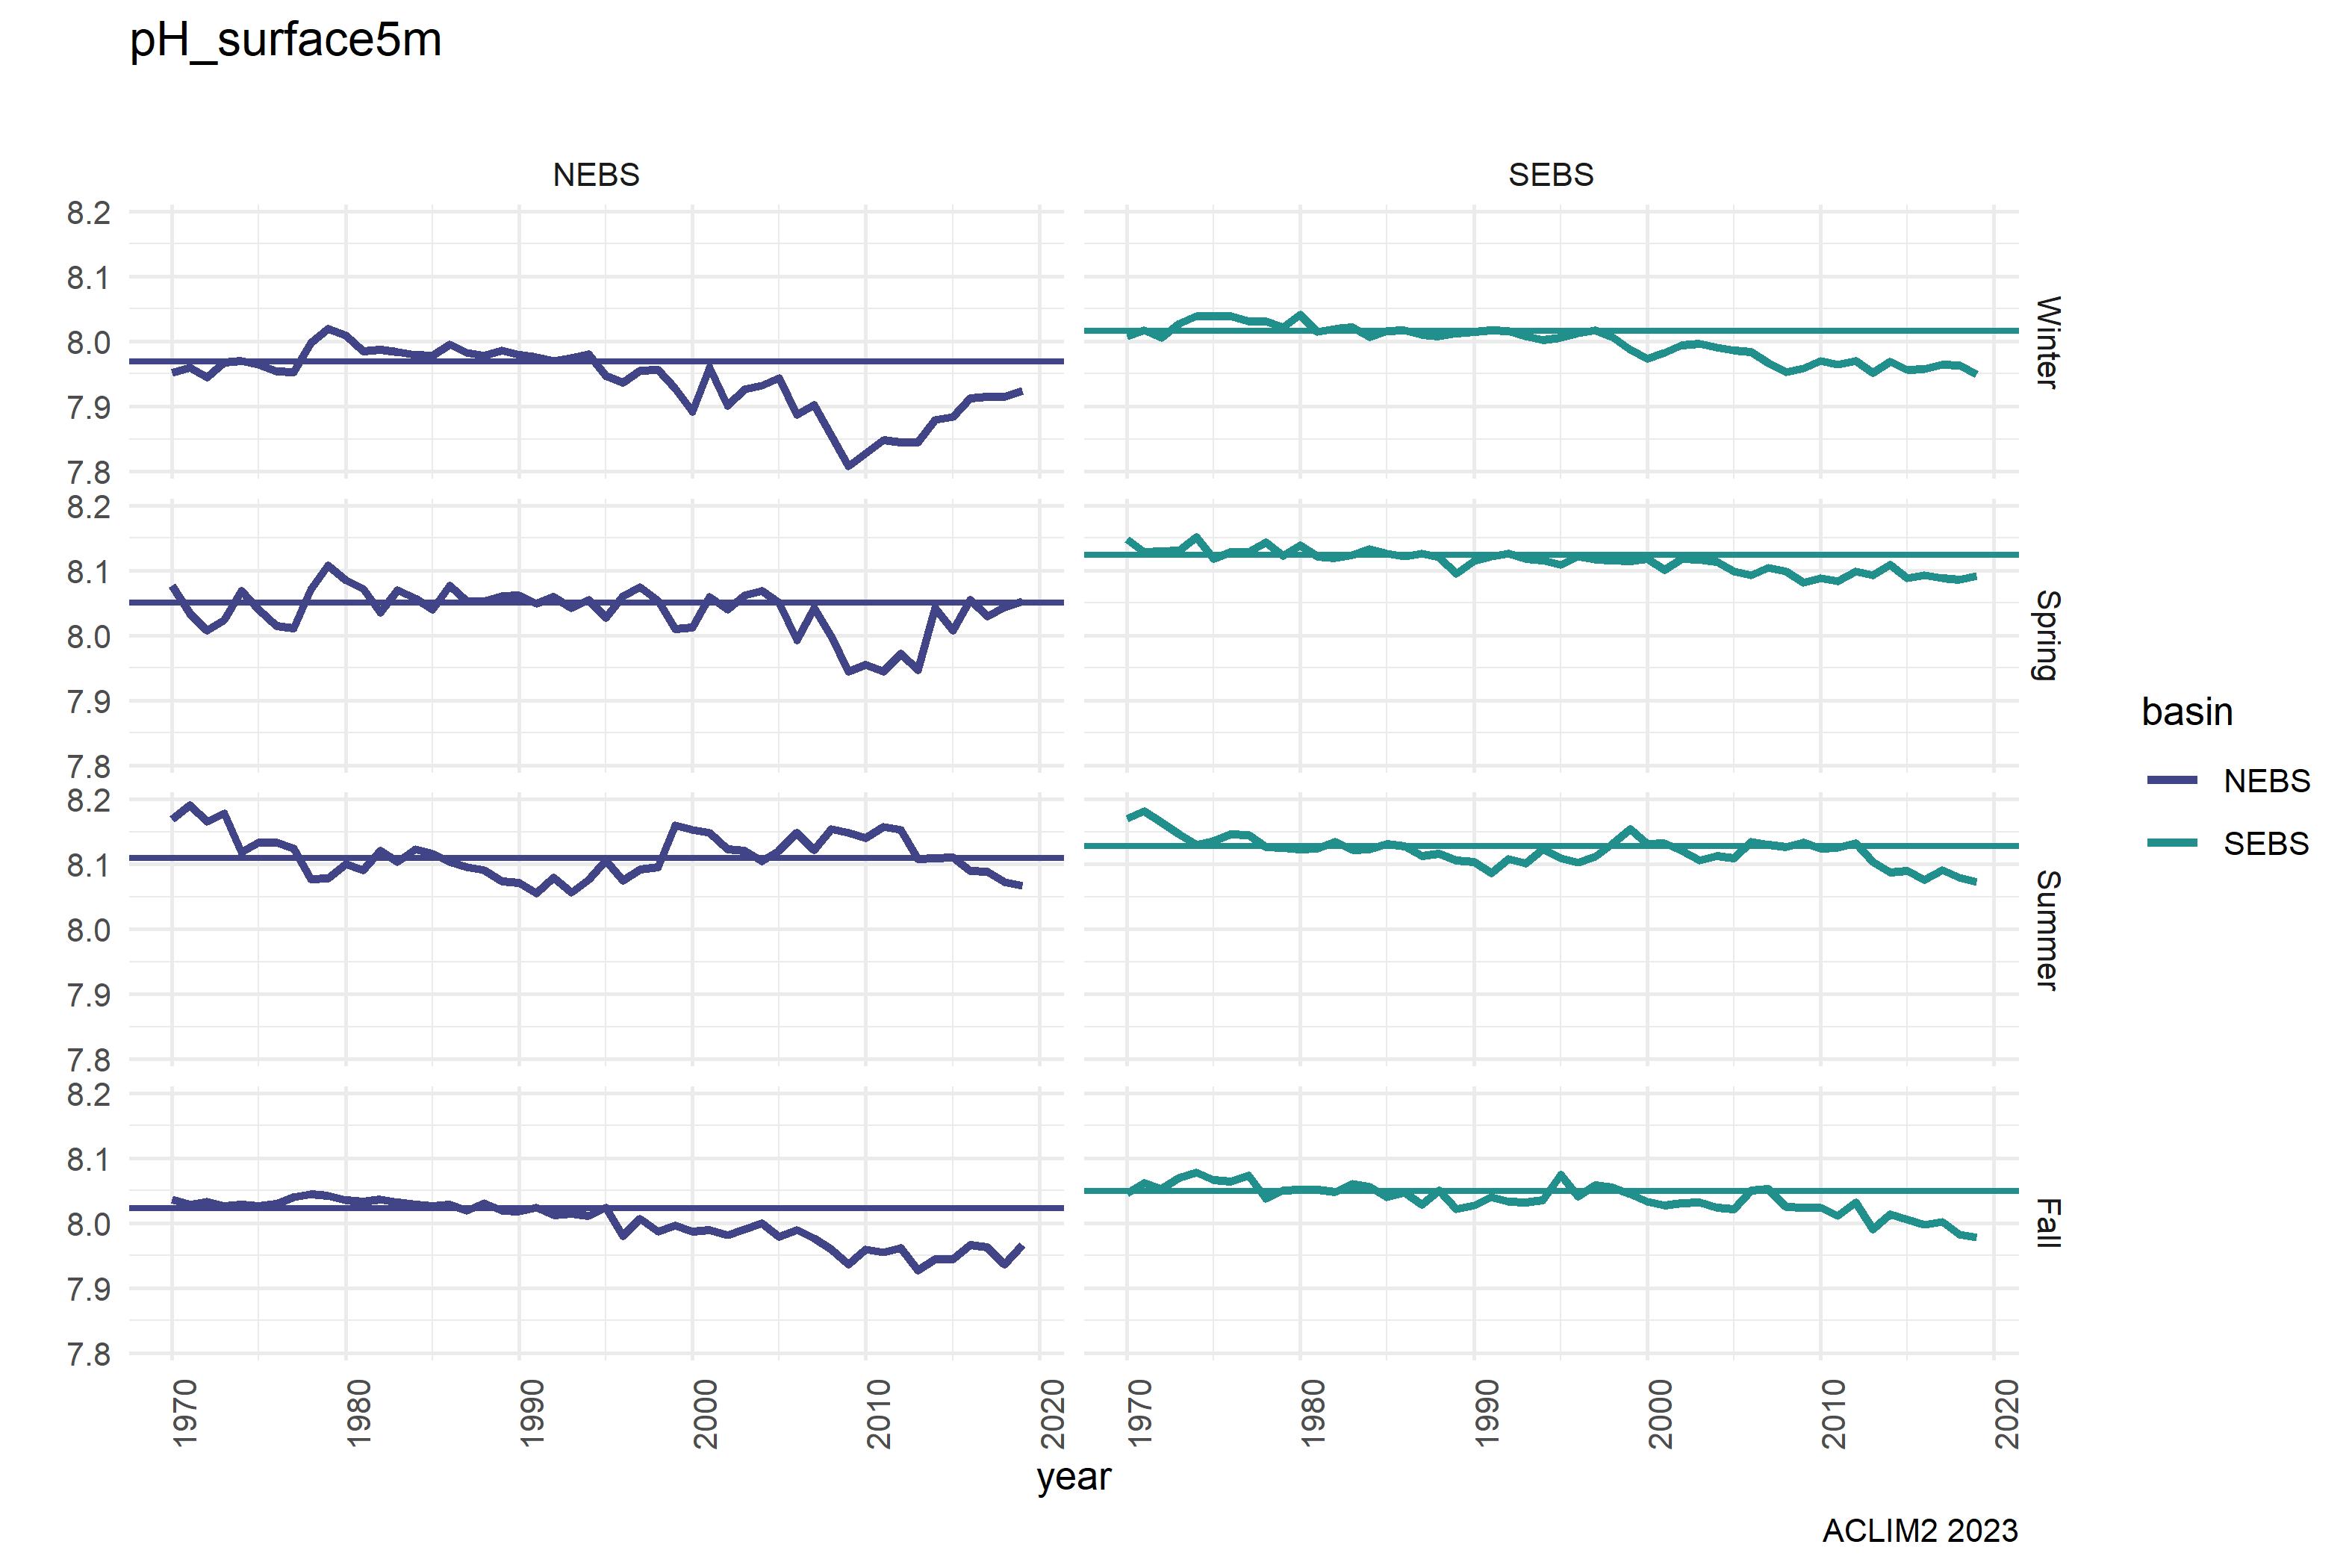 pH_surface5m
NEBS
SEBS
8.2
8.1
8.0
7.9
7.8
Winter
8.2
8.1
8.0
7.9
7.8
Spring
8.2
8.1
8.0
7.9
7.8
Summer
8.2
8.1
8.0
7.9
7.8
Fall
1970
1980
1990
2000
2010
2020
1970
1980
1990
2000
2010
2020
year
basin
NEBS
SEBS
ACLIM2 2023